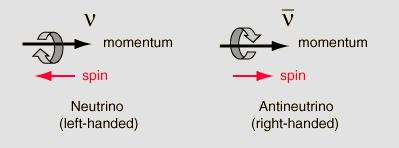 ν
momentum
spin
Neutrino
(left-handed)
ν̅
momentum
spin
Antineutrino
(right-handed)